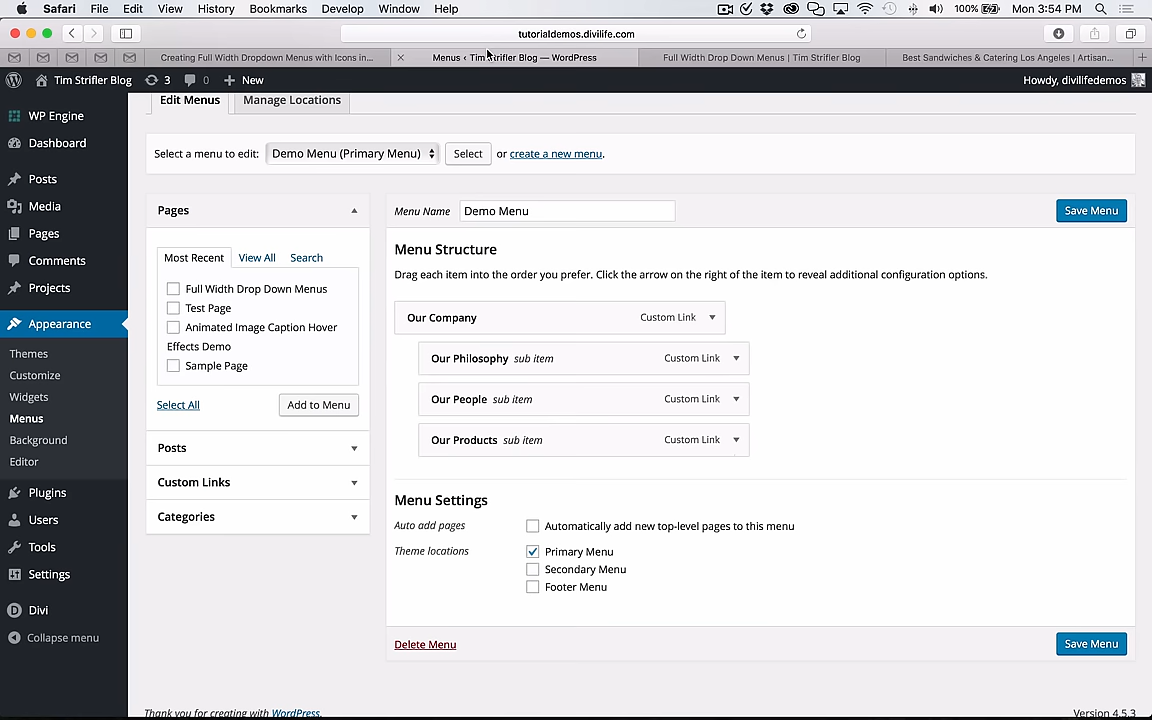 Safari File Edit View History Bookmarks Develop Window Help 100% Mon 3:54 PM
tutorialdemos.divilife.com
Creating Full Width Dropdown Menus with Icons in... Menus ‹ Tim Strifler Blog — WordPress Full Width Drop Down Menus | Tim Strifler Blog Best Sandwiches & Catering Los Angeles | Artisan...
Tim Strifler Blog 3 0 New Howdy, divilifedemos
WP Engine
Dashboard
Posts
Media
Pages
Comments
Projects
Appearance
Themes
Customize
Widgets
Menus
Background
Editor
Plugins
Users
Tools
Settings
Divi
Collapse menu
Edit Menus Manage Locations
Select a menu to edit: Demo Menu (Primary Menu) Select or create a new menu.
Pages
Most Recent View All Search
Full Width Drop Down Menus
Test Page
Animated Image Caption Hover
Effects Demo
Sample Page
Select All Add to Menu
Posts
Custom Links
Categories
Menu Name Demo Menu Save Menu
Menu Structure
Drag each item into the order you prefer. Click the arrow on the right of the item to reveal additional configuration options.
Our Company Custom Link
Our Philosophy sub item Custom Link
Our People sub item Custom Link
Our Products sub item Custom Link
Menu Settings
Auto add pages Automatically add new top-level pages to this menu
Theme locations Primary Menu
Secondary Menu
Footer Menu
Delete Menu Save Menu
Thank you for creating with WordPress. Version 4.5.3